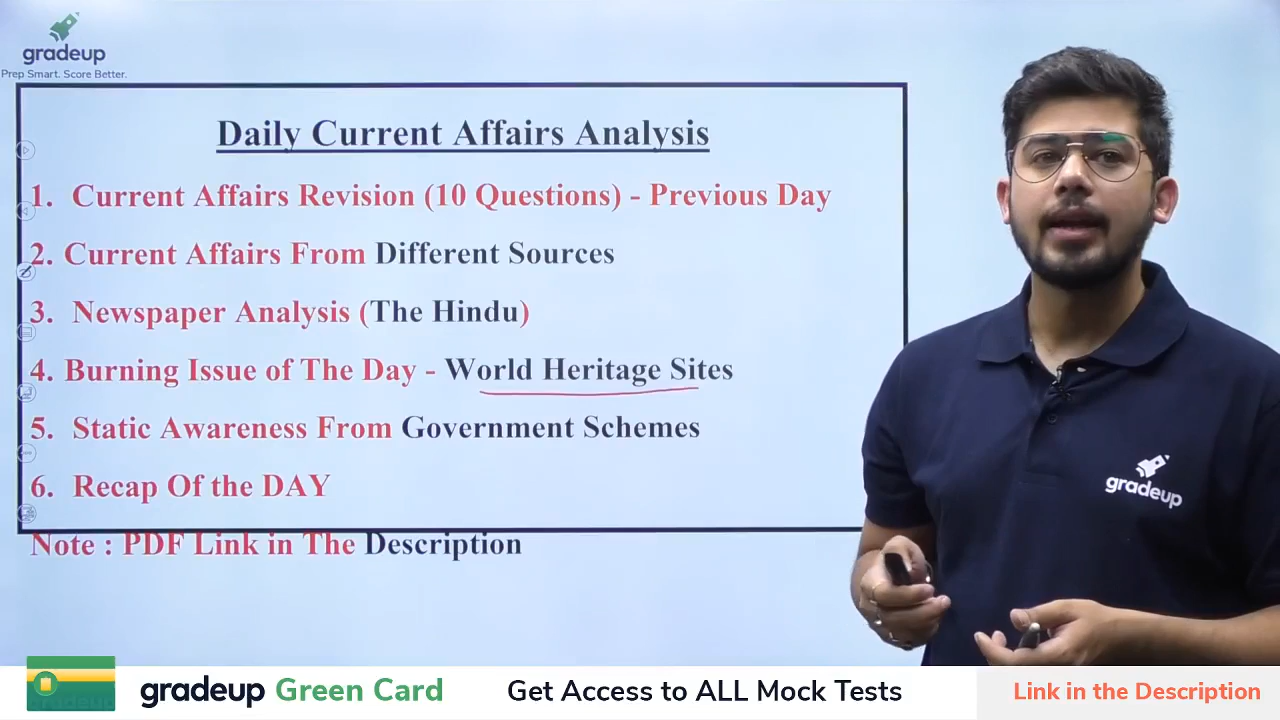 gradeup
Prep Smart. Score Better.
Daily Current Affairs Analysis
1. Current Affairs Revision (10 Questions) - Previous Day
2. Current Affairs From Different Sources
3. Newspaper Analysis (The Hindu)
4. Burning Issue of The Day - World Heritage Sites
5. Static Awareness From Government Schemes
6. Recap Of the DAY
Note : PDF Link in The Description
gradeup
gradeup
gradeup Green Card
Get Access to ALL Mock Tests
Link in the Description